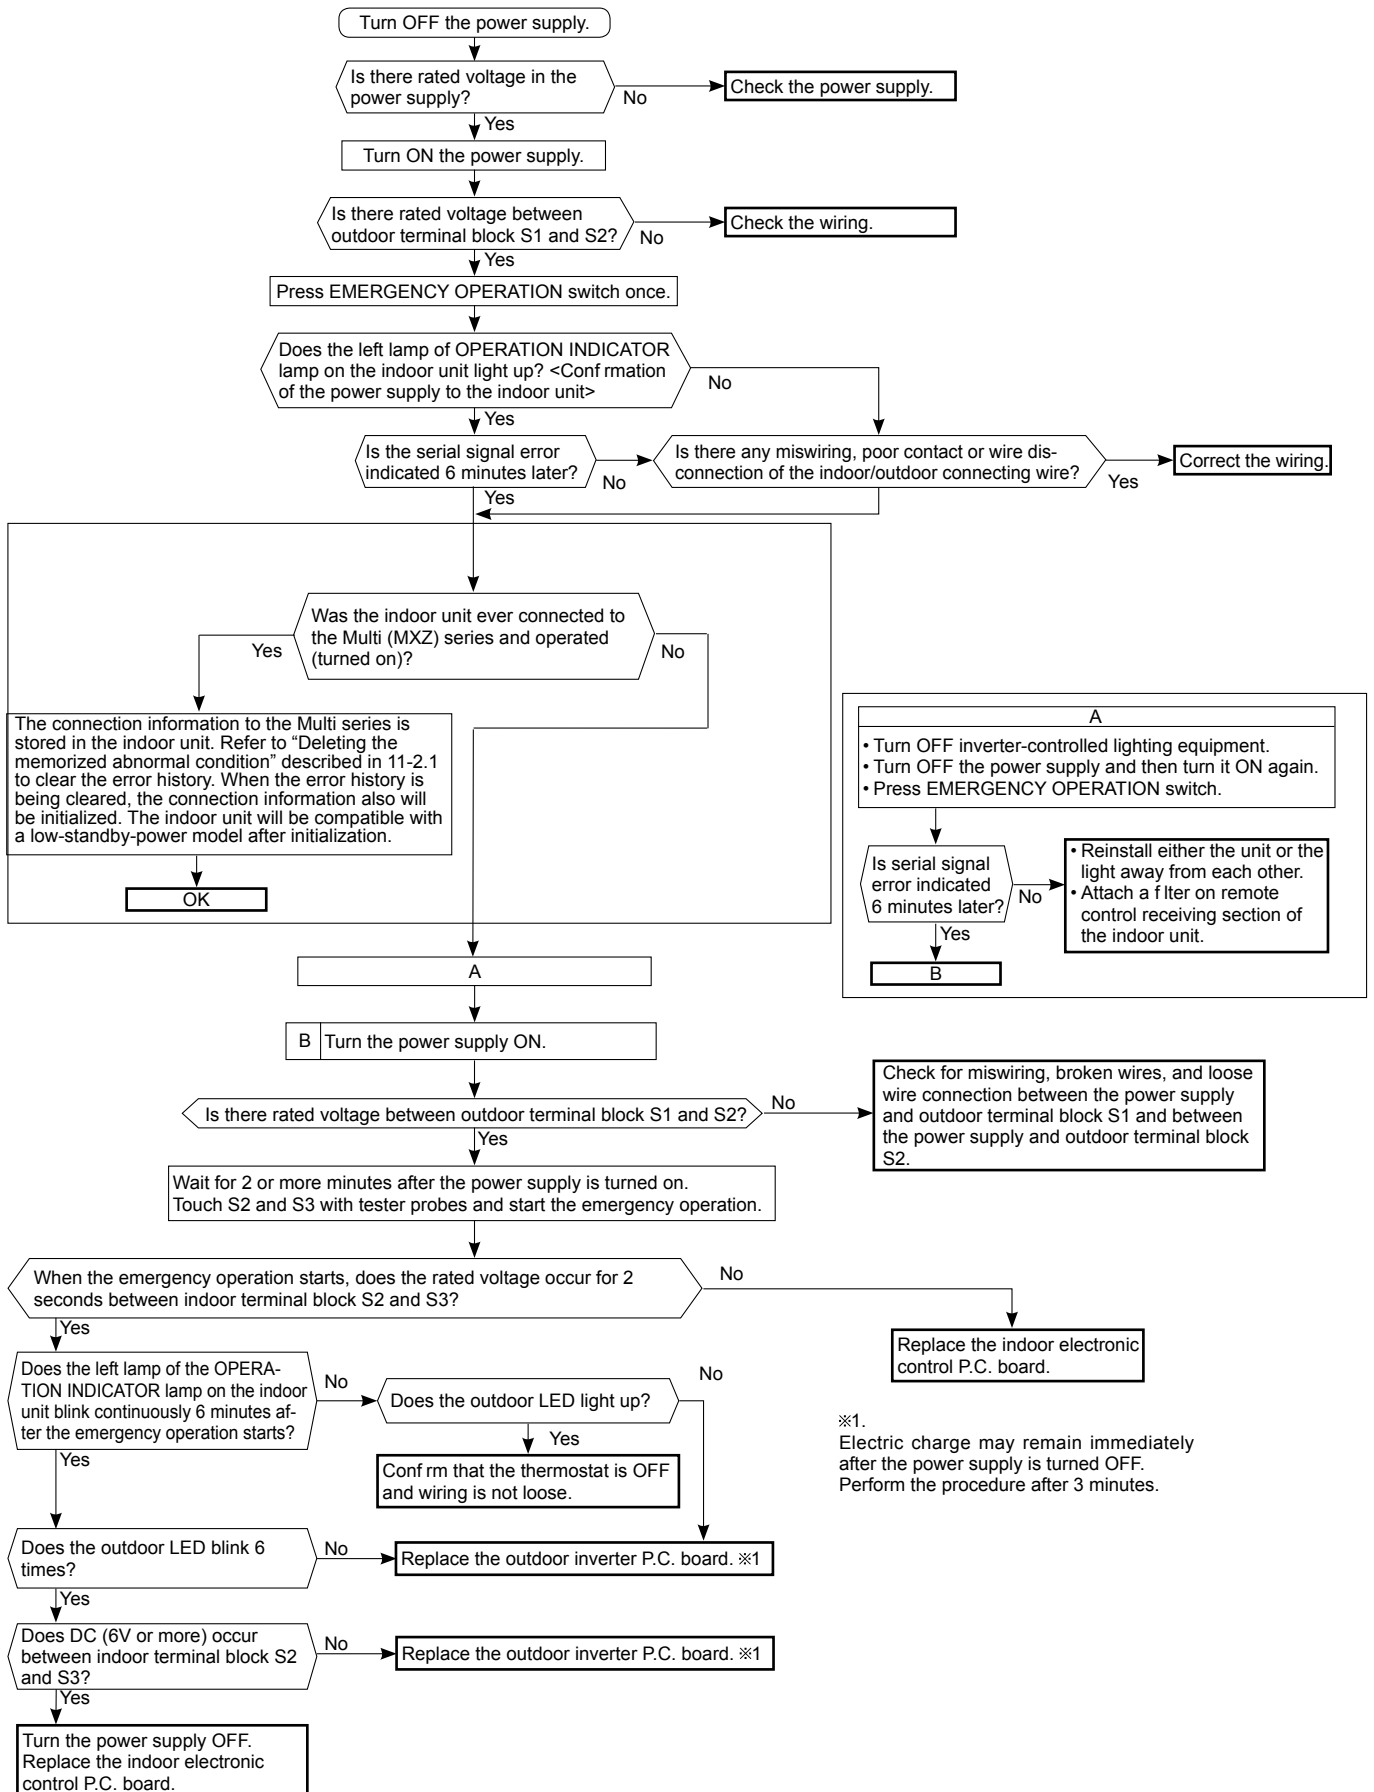 Turn OFF the power supply.
Is there rated voltage in the
power supply?
No
Check the power supply.
Yes
Turn ON the power supply.
Is there rated voltage between
outdoor terminal block S1 and S2?
No
Check the wiring.
Yes
Press EMERGENCY OPERATION switch once.
Does the left lamp of OPERATION INDICATOR
lamp on the indoor unit light up? <Conf rmation
of the power supply to the indoor unit>
No
Yes
Is the serial signal error
indicated 6 minutes later?
No
Is there any miswiring, poor contact or wire dis-
connection of the indoor/outdoor connecting wire?
Yes
Correct the wiring.
Yes
Was the indoor unit ever connected to
the Multi (MXZ) series and operated
(turned on)?
Yes
No
The connection information to the Multi series is
stored in the indoor unit. Refer to “Deleting the
memorized abnormal condition” described in 11-2.1
to clear the error history. When the error history is
being cleared, the connection information also will
be initialized. The indoor unit will be compatible with
a low-standby-power model after initialization.
OK
A
• Turn OFF inverter-controlled lighting equipment.
• Turn OFF the power supply and then turn it ON again.
• Press EMERGENCY OPERATION switch.
Is serial signal
error indicated
6 minutes later?
No
• Reinstall either the unit or the
light away from each other.
• Attach a f lter on remote
control receiving section of
the indoor unit.
Yes
B
A
B Turn the power supply ON.
Is there rated voltage between outdoor terminal block S1 and S2?
No
Check for miswiring, broken wires, and loose
wire connection between the power supply
and outdoor terminal block S1 and between
the power supply and outdoor terminal block
S2.
Yes
Wait for 2 or more minutes after the power supply is turned on.
Touch S2 and S3 with tester probes and start the emergency operation.
When the emergency operation starts, does the rated voltage occur for 2
seconds between indoor terminal block S2 and S3?
No
Replace the indoor electronic
control P.C. board.
Yes
Does the left lamp of the OPERA-
TION INDICATOR lamp on the indoor
unit blink continuously 6 minutes af-
ter the emergency operation starts?
No
Does the outdoor LED light up?
No
Yes
Conf rm that the thermostat is OFF
and wiring is not loose.
※1.
Electric charge may remain immediately
after the power supply is turned OFF.
Perform the procedure after 3 minutes.
Yes
Does the outdoor LED blink 6
times?
No
Replace the outdoor inverter P.C. board. ※1
Yes
Does DC (6V or more) occur
between indoor terminal block S2
and S3?
No
Replace the outdoor inverter P.C. board. ※1
Yes
Turn the power supply OFF.
Replace the indoor electronic
control P.C. board.